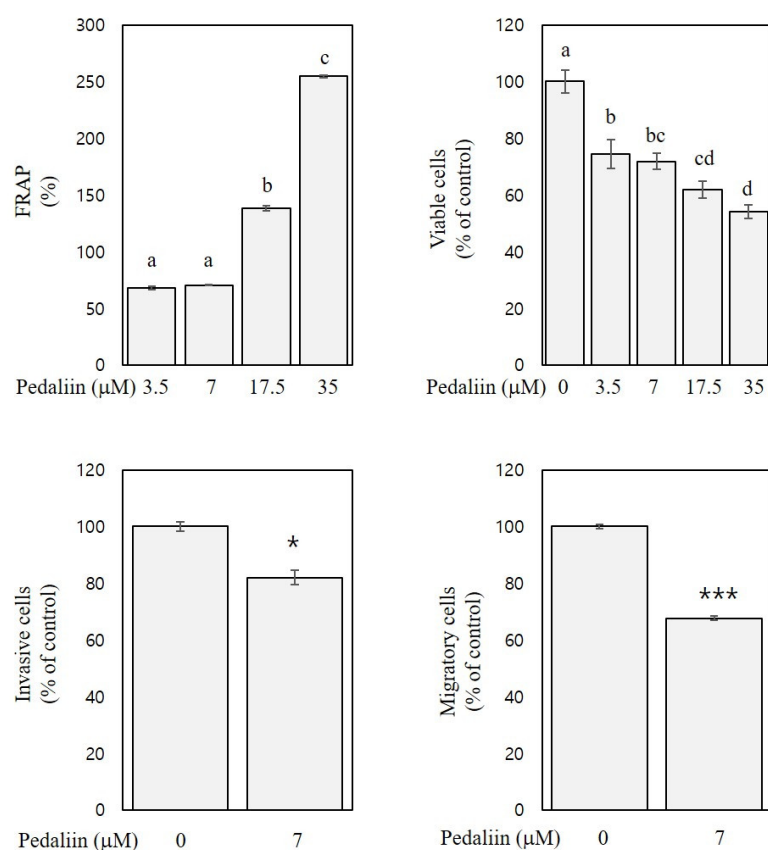 300
250
200
150
100
50
0
FRAP
(%)
a
a
b
c
Pedaliin (μM) 3.5 7 17.5 35
120
100
80
60
40
20
0
Viable cells
(% of control)
a
b
bc
cd
d
Pedaliin (μM) 0 3.5 7 17.5 35
120
100
80
60
40
20
0
Invasive cells
(% of control)
*
Pedaliin (μM) 0 7
120
100
80
60
40
20
0
Migratory cells
(% of control)
***
Pedaliin (μM) 0 7